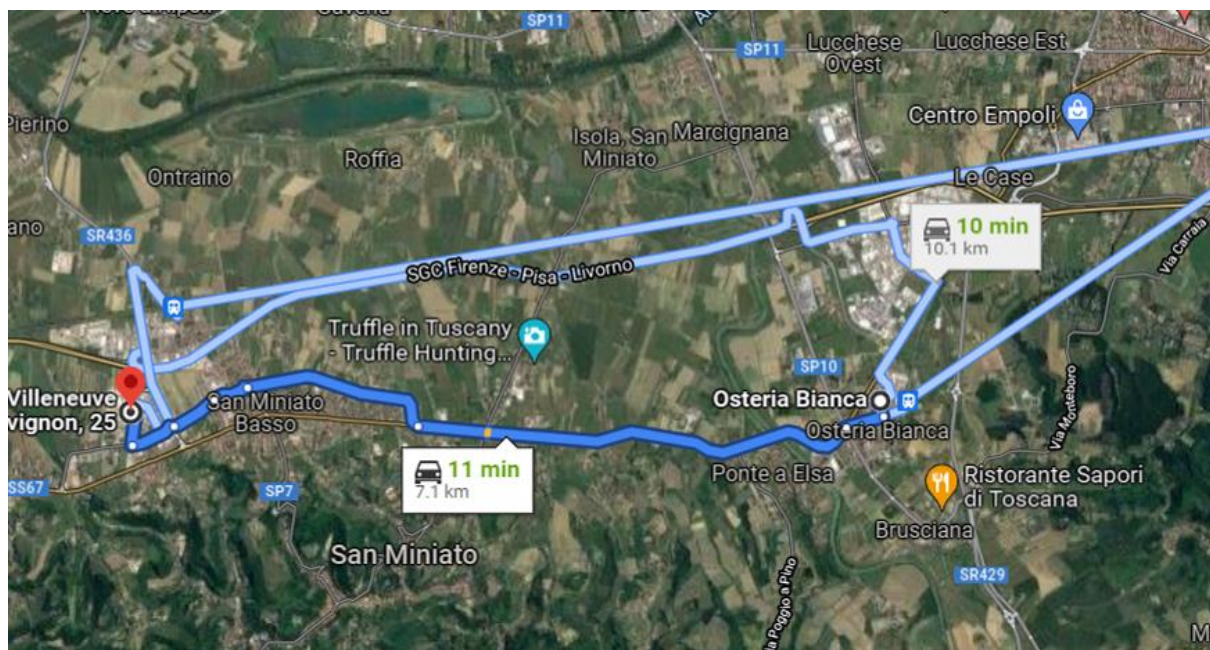 SP11
SP11
Lucchese
Ovest
Lucchese Est
Centro Empoli
Pierino
Roffia
Isola, San
Miniato
Marcignana
Ontraino
Le Case
ano
SR436
10 min
10.1 km
Via Carraia
SGC Firenze - Pisa - Livorno
Truffle in Tuscany
- Truffle Hunting...
SP10
Villeneuve
vignon, 25
San Miniato
Basso
Osteria Bianca
Osteria Bianca
Via Monteboro
11 min
7.1 km
Ponte a Elsa
SS67
SP7
Ristorante Sapori
di Toscana
Brusciana
San Miniato
SR429
Poggio a Pino
M